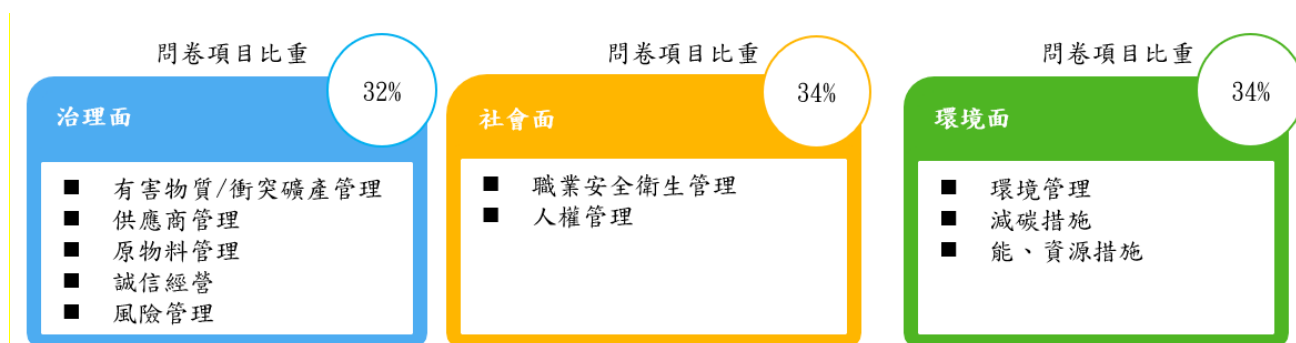 問卷項目比重
32%
治理面
■ 有害物質/衝突礦產管理
■ 供應商管理
■ 原物料管理
■ 誠信經營
■ 風險管理
問卷項目比重
34%
社會面
■ 職業安全衛生管理
■ 人權管理
問卷項目比重
34%
環境面
■ 環境管理
■ 減碳措施
■ 能、資源措施